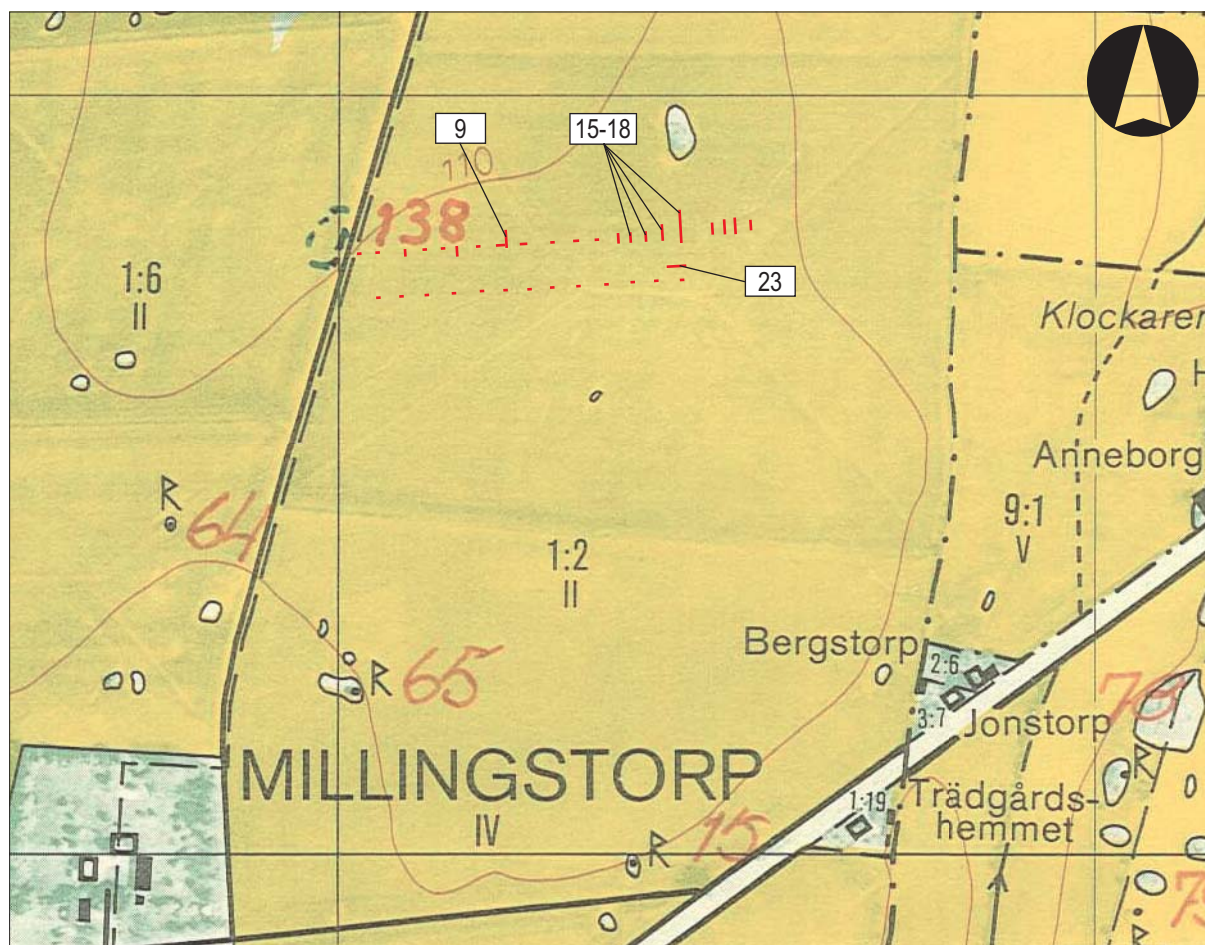 9
15-18
110
138
23
1:6
II
Klockarer
H
Anneborg
R
64
9:1
V
1:2
II
Bergstorp
2:6
R 65
3:7
Jonstorp
R
MILLINGSTORP
IV
1:19
Trädgårds-
hemmet
R 15
R